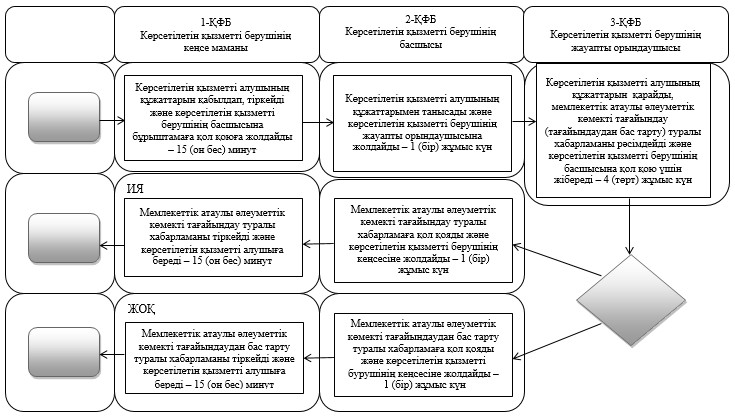 1-ҚФБ
Көрсетілетін қызметті берушінің
кеңсе маманы
2-ҚФБ
Көрсетілетін қызметті берушінің
басшысы
3-ҚФБ
Көрсетілетін қызметті берушінің
жауапты орындаушысы
Көрсетілетін қызметті алушының
құжаттарын қабылдап, тіркейді
және көрсетілетін қызметті
берушінің басшысына
бұрыштамаға қол қоюға жолдайды
– 15 (он бес) минут
Көрсетілетін қызметті алушының
құжаттарымен танысады және
көрсетілетін қызметті берушінің
жауапты орындаушысына
жолдайды – 1 (бір) жұмыс күн
Көрсетілетін қызметті алушының
құжаттарын қарайды,
мемлекеттік атаулы әлеуметтік
көмекті тағайындау
(тағайындаудан бас тарту) туралы
хабарламаны рәсімдейді және
көрсетілетін қызметті берушінің
басшысына қол қою үшін
жібереді – 4 (төрт) жұмыс күн
ИЯ
Мемлекеттік атаулы әлеуметтік
көмекті тағайындау туралы
хабарламаны тіркейді және
көрсетілетін қызметті алушыға
береді – 15 (он бес) минут
Мемлекеттік атаулы әлеуметтік
көмекті тағайындау туралы
хабарламаға қол қояды және
көрсетілетін қызметті берушінің
кеңсесіне жолдайды – 1 (бір)
жұмыс күн
ЖОҚ
Мемлекеттік атаулы әлеуметтік
көмекті тағайындаудан бас тарту
туралы хабарламаны тіркейді және
көрсетілетін қызметті алушыға
береді – 15 (он бес) минут
Мемлекеттік атаулы әлеуметтік
көмекті тағайындаудан бас тарту
туралы хабарламаға қол қояды
және көрсетілетін қызметті
бурушінің кеңсесіне жолдайды –
1 (бір) жұмыс күн